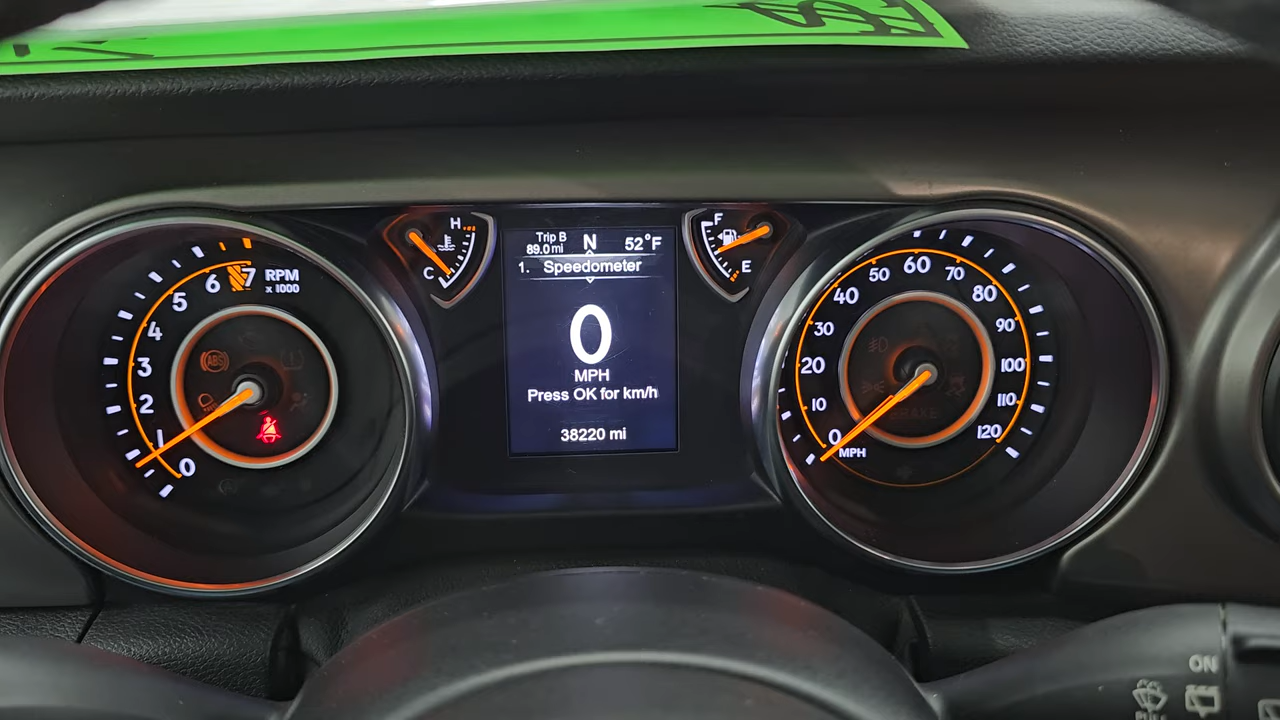 7
6
5
4
3
2
1
0
RPM
x 1000
ABS
H
C
Trip B
89.0 mi
N
52°F
1. Speedometer
0
MPH
Press OK for km/h
38220 mi
F
E
0
10
20
30
40
50
60
70
80
90
100
110
120
MPH
BRAKE
ON